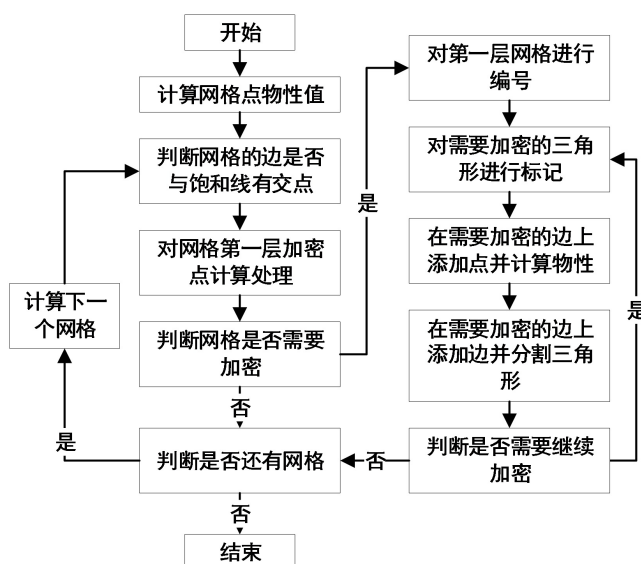 开始
计算网格点物性值
判断网格的边是否
与饱和线有交点
对网格第一层加密
点计算处理
判断网格是否需要
加密
否
判断是否还有网格
否
结束
是
计算下一
个网格
是
对第一层网格进行
编号
对需要加密的三角
形进行标记
在需要加密的边上
添加点并计算物性
在需要加密的边上
添加边并分割三角
形
判断是否需要继续
加密
否
是